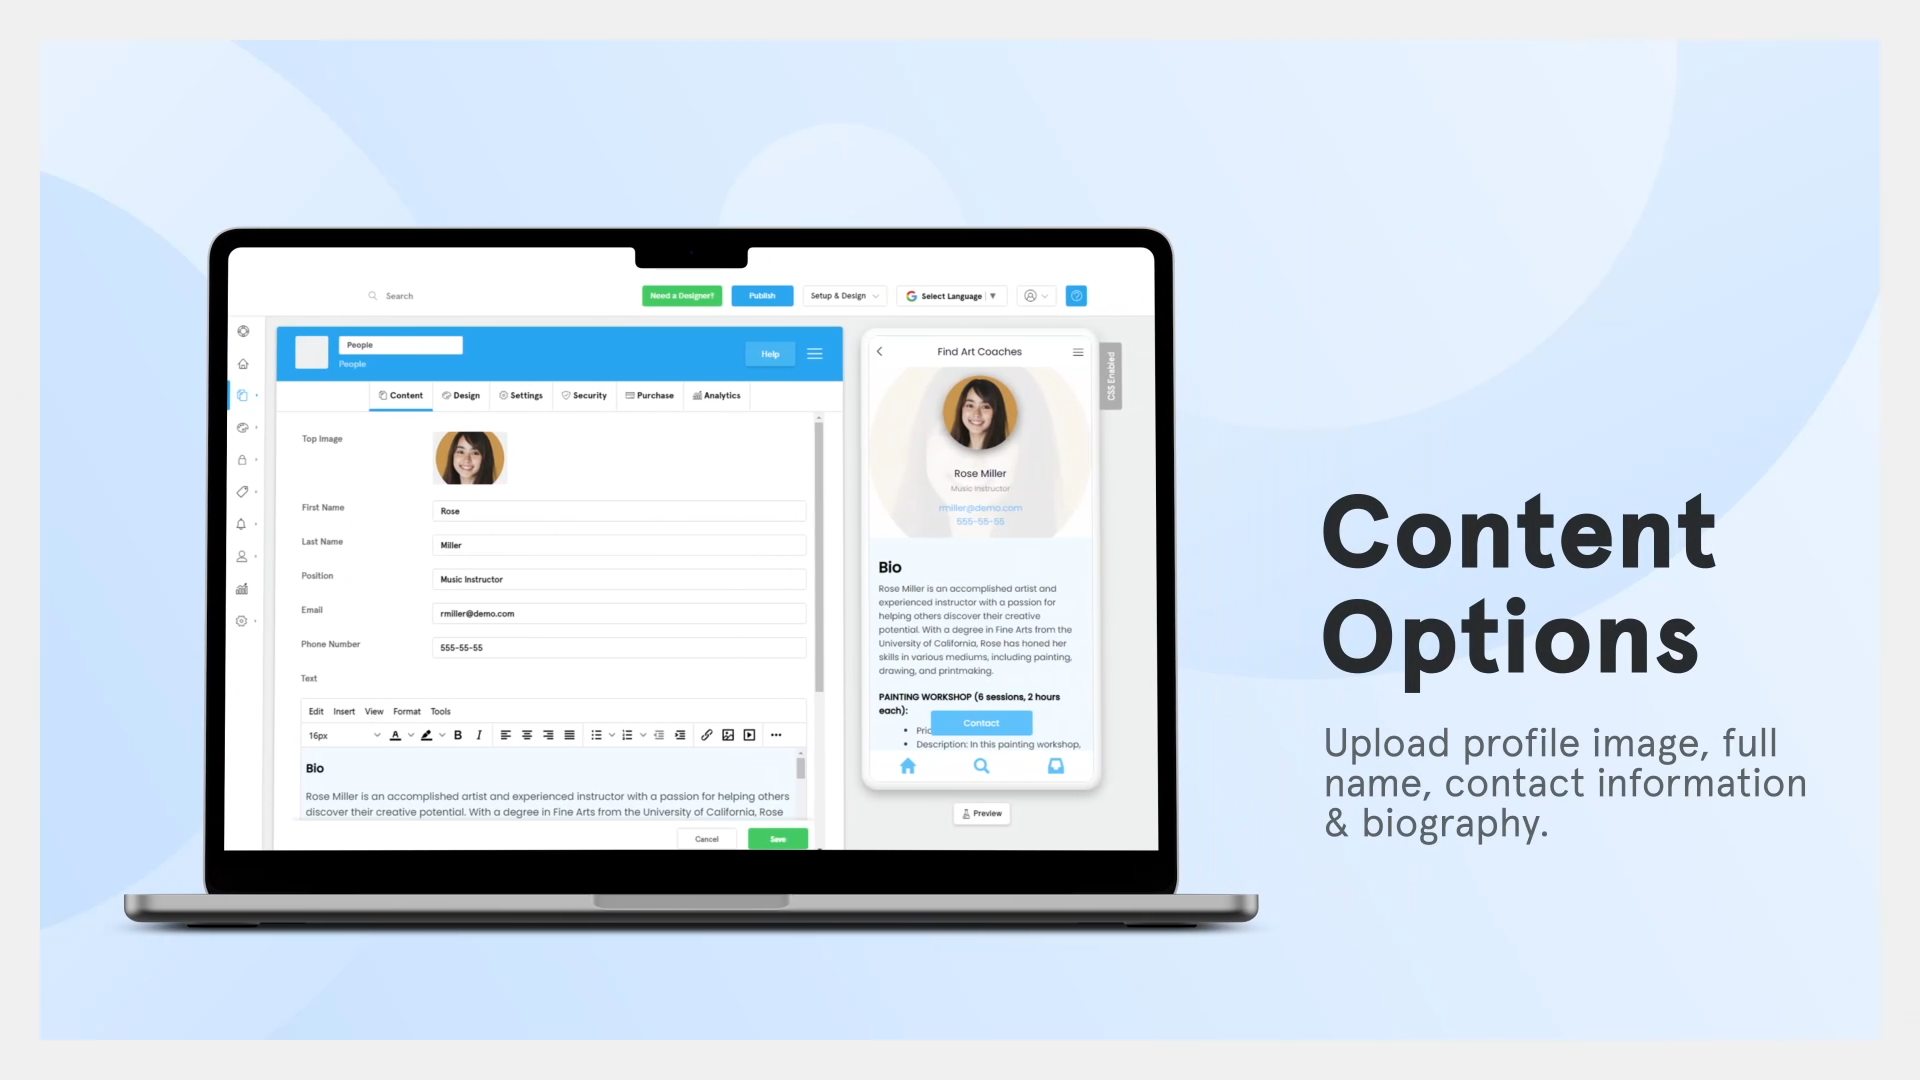 Search
Need a Designer?
Publish
Setup & Design
Select Language
People
People
Help
Content
Design
Settings
Security
Purchase
Analytics
Top Image
First Name
Rose
Last Name
Miller
Position
Music Instructor
Email
rmiller@demo.com
Phone Number
555-55-55
Text
Edit Insert View Format Tools
16px
A
B
I
Bio
Rose Miller is an accomplished artist and experienced instructor with a passion for helping others
discover their creative potential. With a degree in Fine Arts from the University of California, Rose
Cancel
Save
Find Art Coaches
CSS Enabled
Rose Miller
Music Instructor
rmiller@demo.com
555-55-55
Bio
Rose Miller is an accomplished artist and
experienced instructor with a passion for
helping others discover their creative
potential. With a degree in Fine Arts from the
University of California, Rose has honed her
skills in various mediums, including painting,
drawing, and printmaking.
PAINTING WORKSHOP (6 sessions, 2 hours
each):
Contact
Description: In this painting workshop,
Preview
Content
Options
Upload profile image, full
name, contact information
& biography.